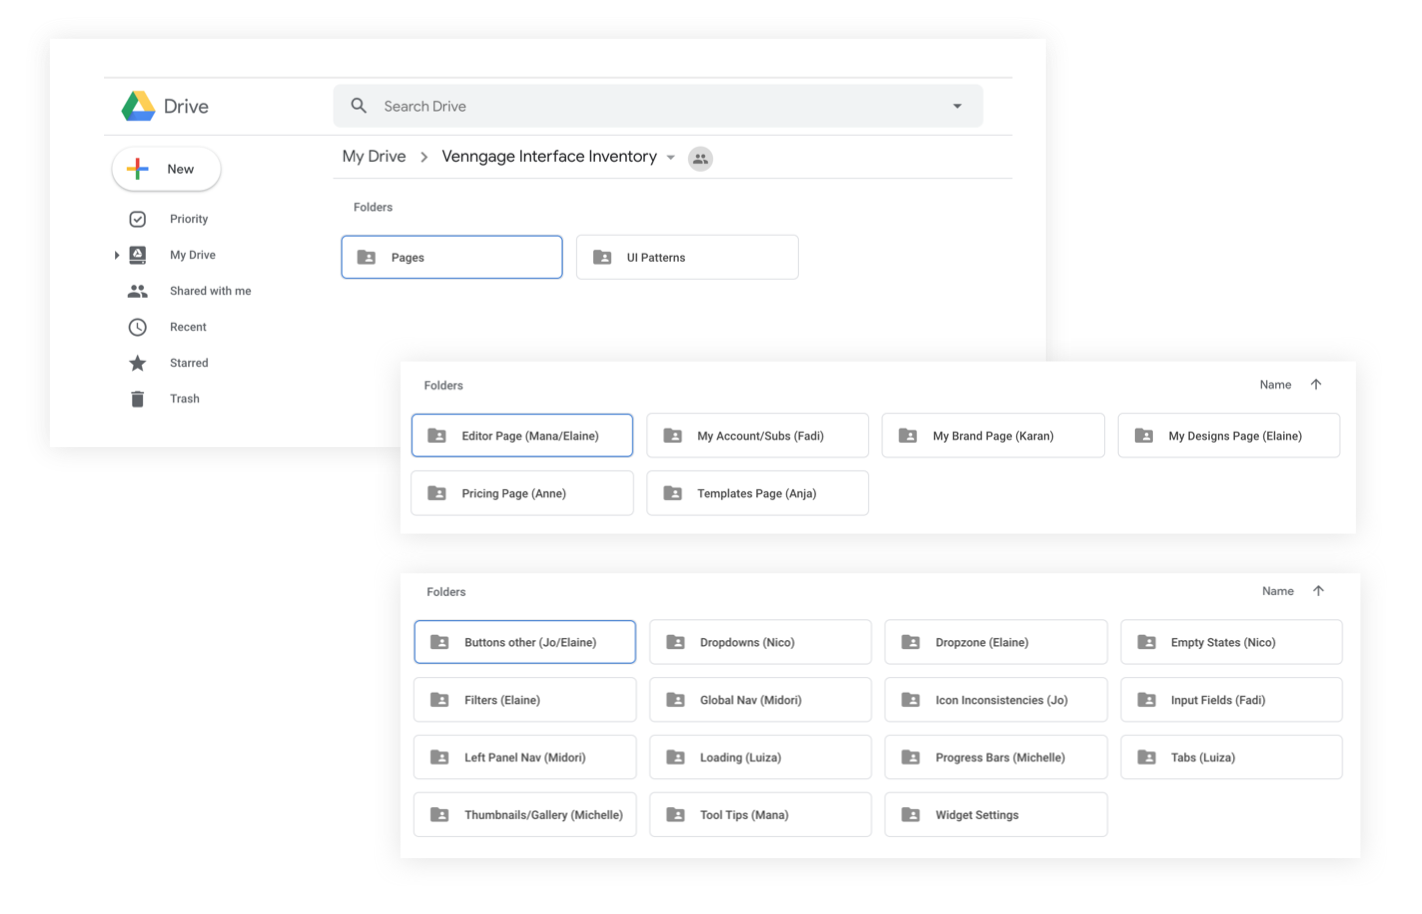 Drive
Search Drive
New
My Drive > Venngage Interface Inventory
Priority
My Drive
Shared with me
Recent
Starred
Trash
Folders
Pages
UI Patterns
Folders
Name
Editor Page (Mana/Elaine)
My Account/Subs (Fadi)
My Brand Page (Karan)
My Designs Page (Elaine)
Pricing Page (Anne)
Templates Page (Anja)
Folders
Name
Buttons other (Jo/Elaine)
Dropdowns (Nico)
Dropzone (Elaine)
Empty States (Nico)
Filters (Elaine)
Global Nav (Midori)
Icon Inconsistencies (Jo)
Input Fields (Fadi)
Left Panel Nav (Midori)
Loading (Luiza)
Progress Bars (Michelle)
Tabs (Luiza)
Thumbnails/Gallery (Michelle)
Tool Tips (Mana)
Widget Settings